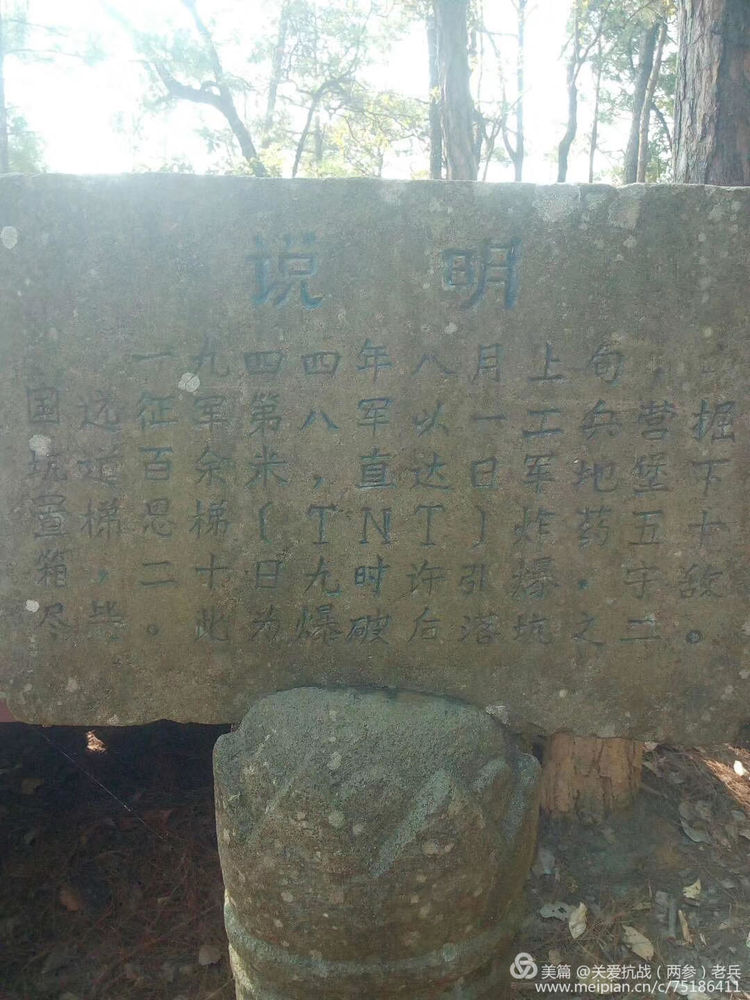 说明
一九四四年八月上旬,
国远征军第八军以一工兵营掘
坑道百余米,直达日军地堡下
置梯恩梯(TNT)炸药五十
箱,二十日九时许引爆,守敌
尽毕。此为爆破后落坑之二。
美篇 @关爱抗战(两参)老兵
www.meipian.cn/c/75186411